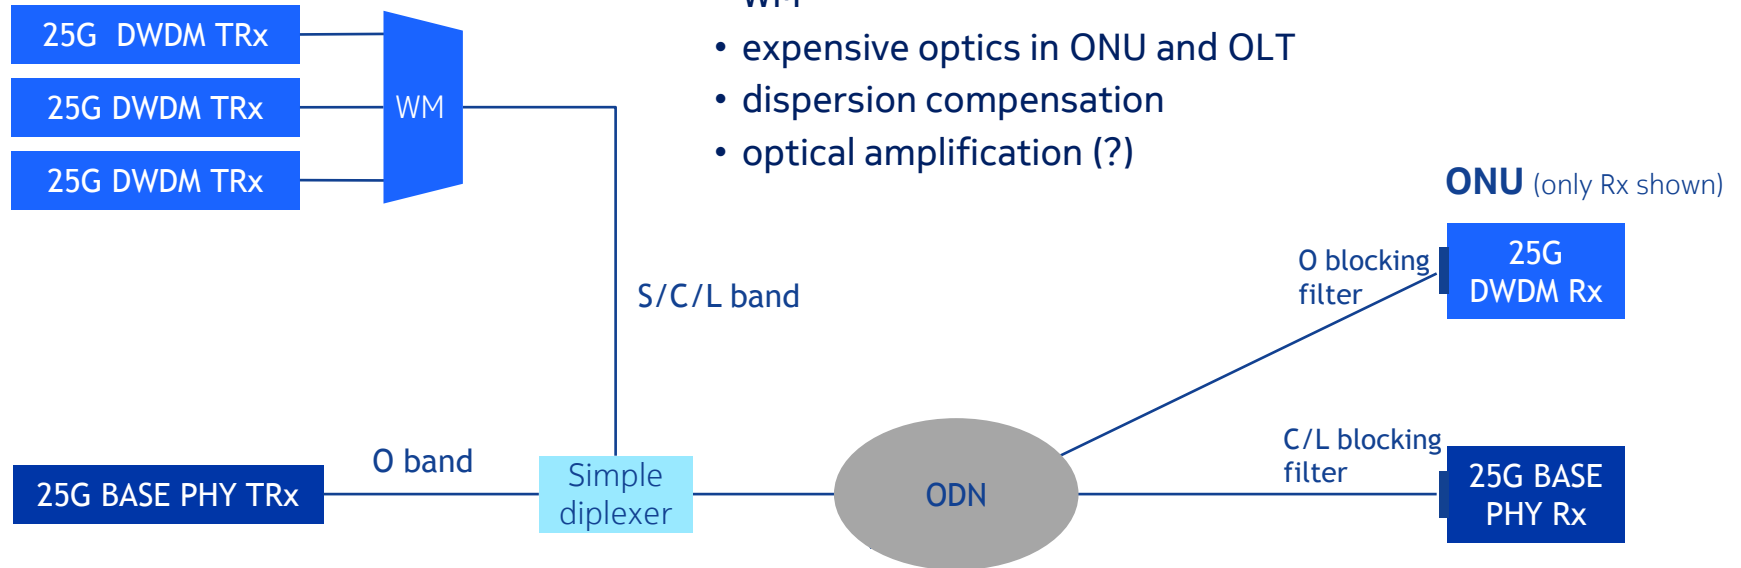 WM
• expensive optics in ONU and OLT
• dispersion compensation
• optical amplification (?)
25G  DWDM TRx
25G DWDM TRx
25G DWDM TRx
WM
S/C/L band
ONU (only Rx shown)
O blocking
filter
25G
DWDM Rx
25G BASE PHY TRx
O band
Simple
diplexer
ODN
C/L blocking
filter
25G BASE
PHY Rx